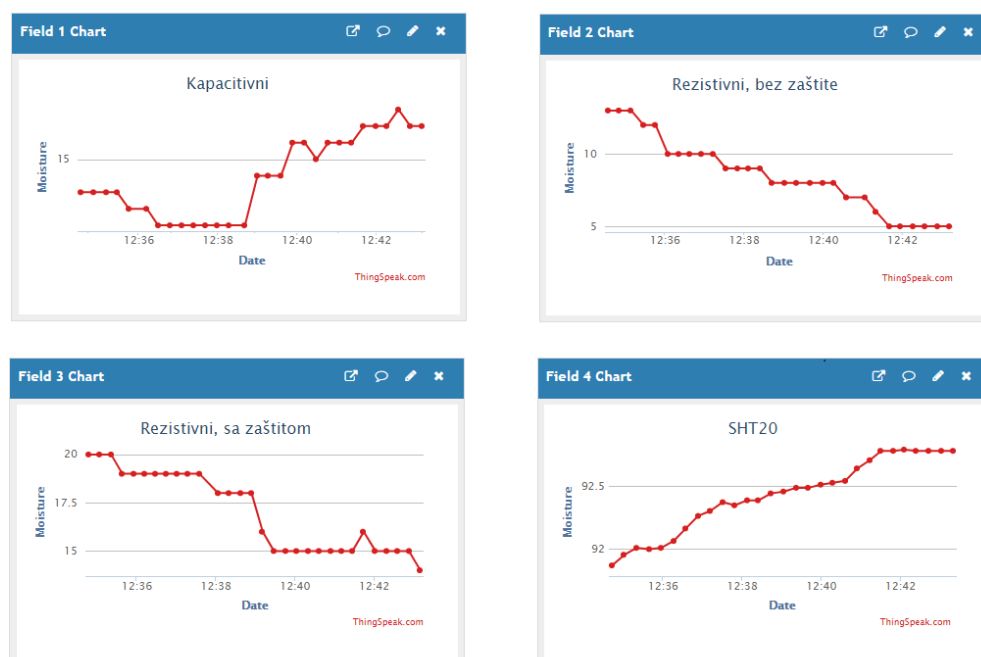 Field 1 Chart
Kapacitivni
15
Moisture
12:36 12:38 12:40 12:42
Date
ThingSpeak.com
Field 2 Chart
Rezistivni, bez zaštite
10
5
Moisture
12:36 12:38 12:40 12:42
Date
ThingSpeak.com
Field 3 Chart
Rezistivni, sa zaštitom
20
17.5
15
Moisture
12:36 12:38 12:40 12:42
Date
ThingSpeak.com
Field 4 Chart
SHT20
92.5
92
Moisture
12:36 12:38 12:40 12:42
Date
ThingSpeak.com